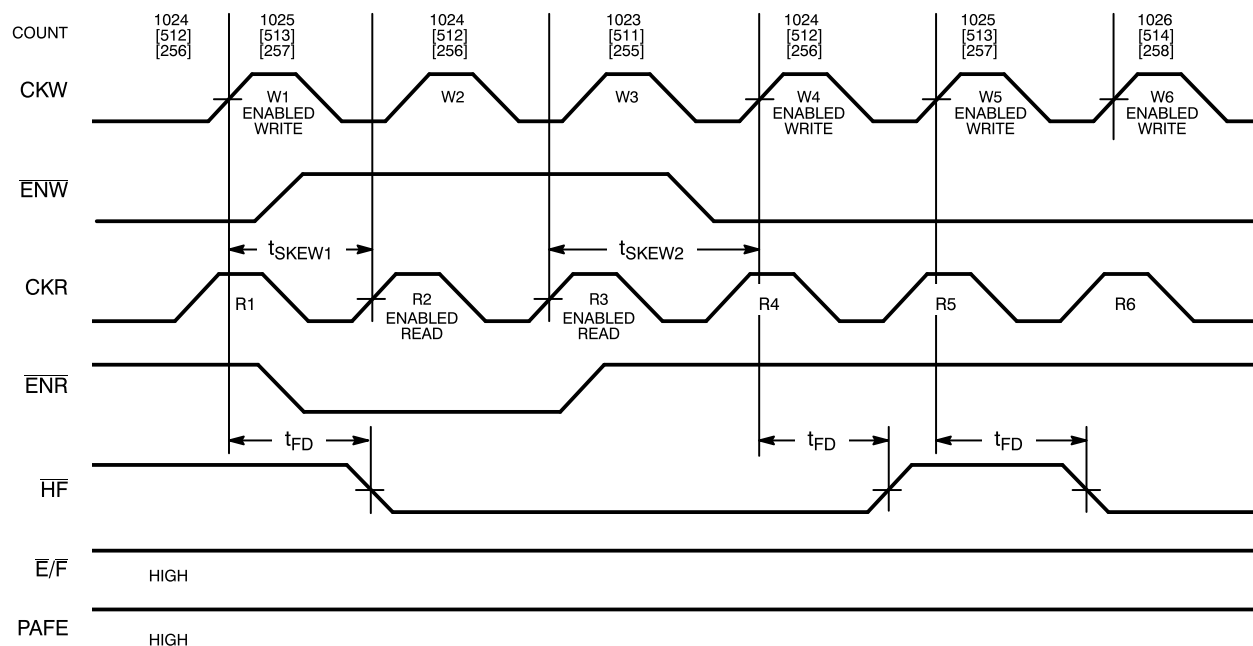 COUNT
1024 1025 1024 1023 1024 1025 1026
[512] [513] [512] [511] [512] [513] [514]
[256] [257] [256] [255] [256] [257] [258]
CKW
W1 W2 W3 W4 W5 W6
ENABLED ENABLED ENABLED ENABLED
WRITE WRITE WRITE WRITE
ENW
tSKEW1 tSKEW2
CKR
R1 R2 R3 R4 R5 R6
ENABLED ENABLED
READ READ
ENR
tFD tFD tFD
HF
E/F
HIGH
PAFE
HIGH